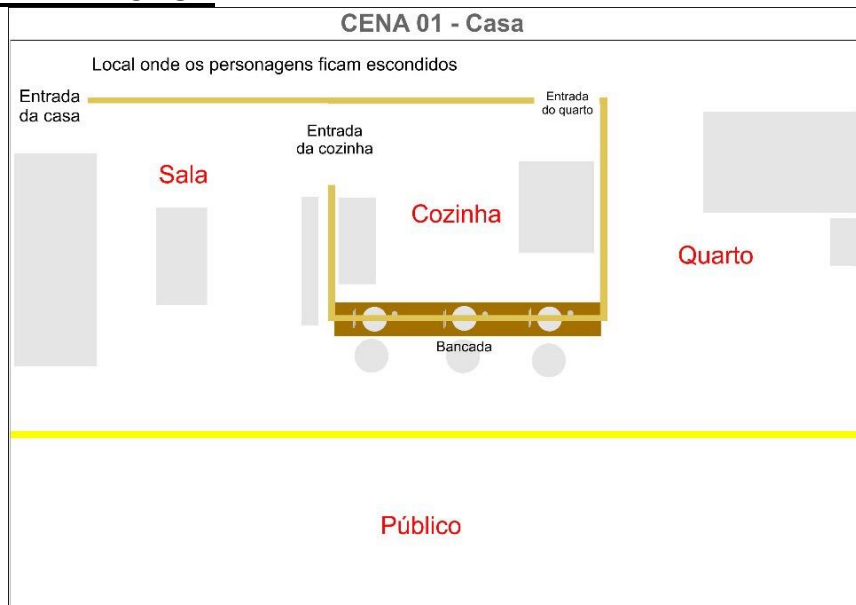 CENA 01 - Casa
Local onde os personagens ficam escondidos
Entrada
da casa
Entrada
do quarto
Entrada
da cozinha
Sala
Cozinha
Quarto
Bancada
Público